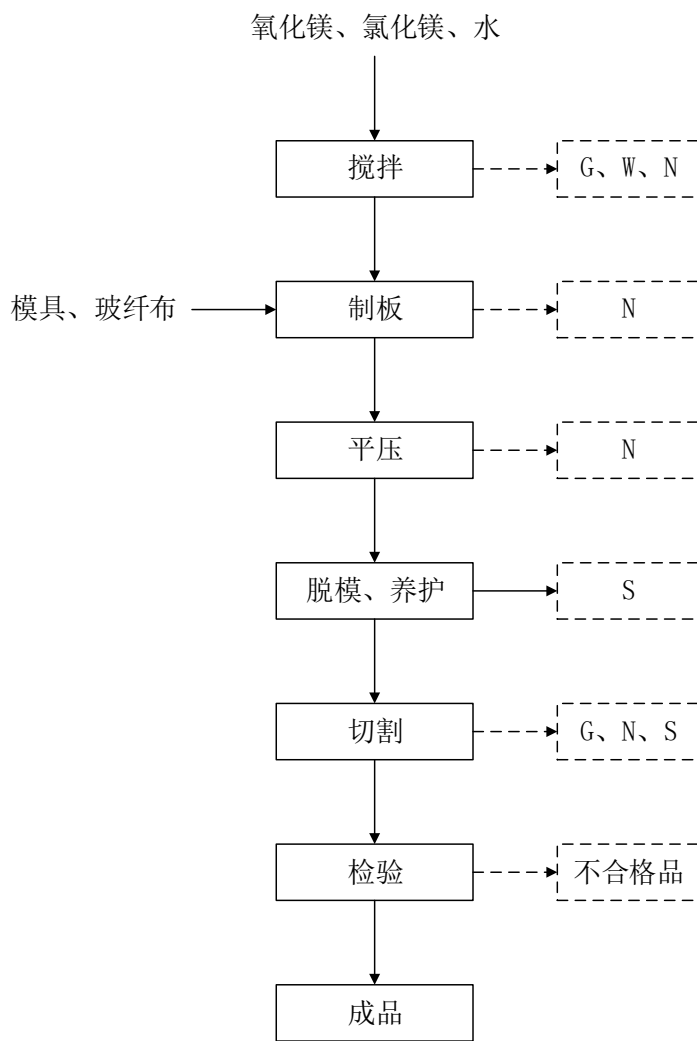 氧化镁、氯化镁、水
搅拌
G、W、N
模具、玻纤布
制板
N
平压
N
脱模、养护
S
切割
G、N、S
检验
不合格品
成品